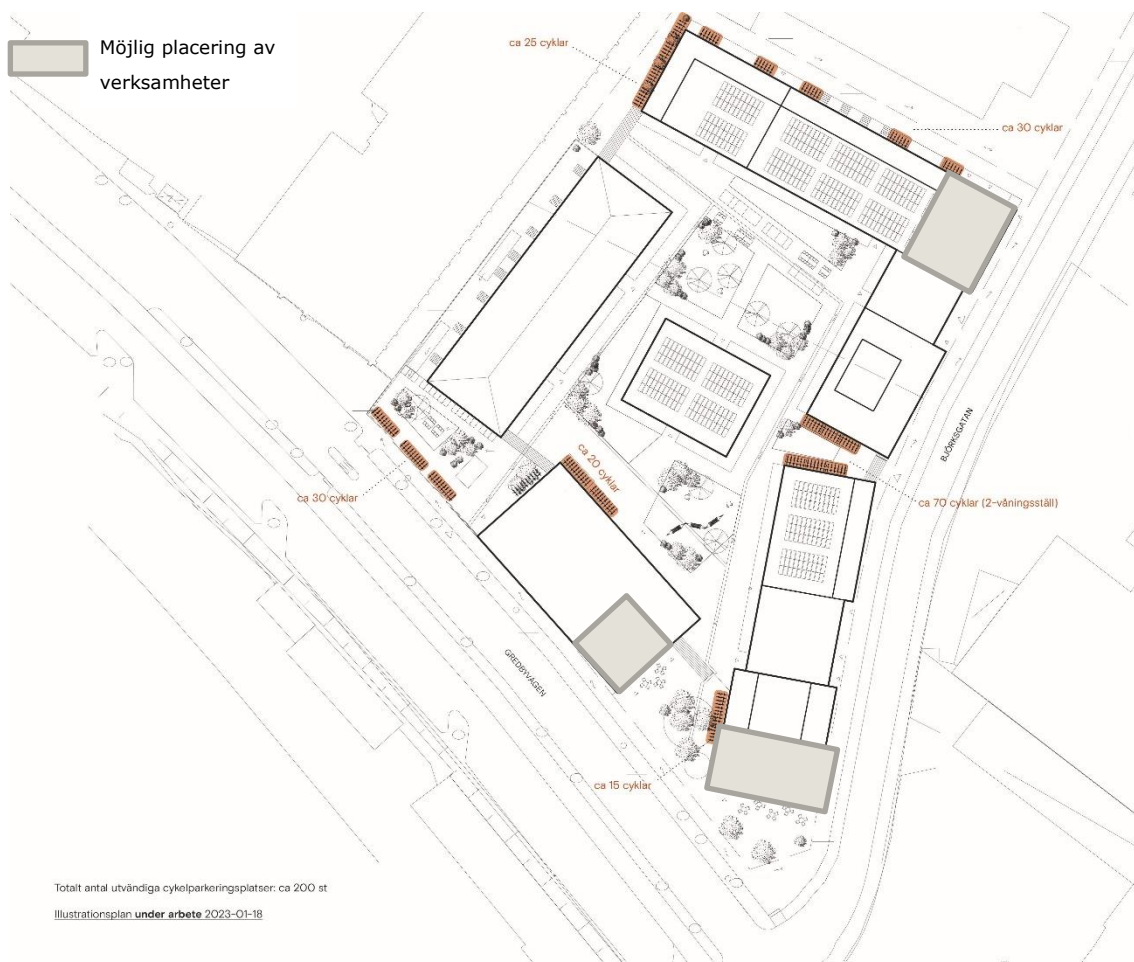 Möjlig placering av
verksamheter
ca 25 cyklar
ca 30 cyklar
BJÖRKSGATAN
ca 20 cyklar
ca 30 cyklar
ca 70 cyklar (2-våningsställ)
GREDBYVÄGEN
ca 15 cyklar
Totalt antal utvändiga cykelparkeringsplatser: ca 200 st
Illustrationsplan under arbete 2023-01-18